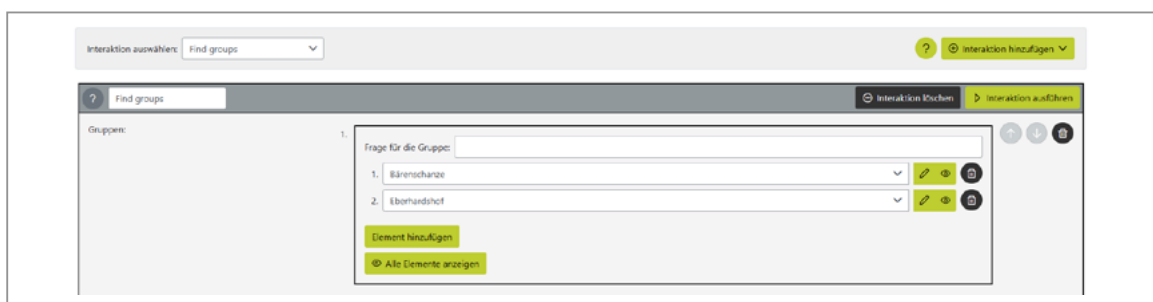 Interaktion auswählen: Find groups ? Interaktion hinzufügen
? Find groups Interaktion löschen Interaktion ausführen
Gruppen:
1.
Frage für die Gruppe:
1. Bärenschanze
2. Eberhardshof
Element hinzufügen
Alle Elemente anzeigen